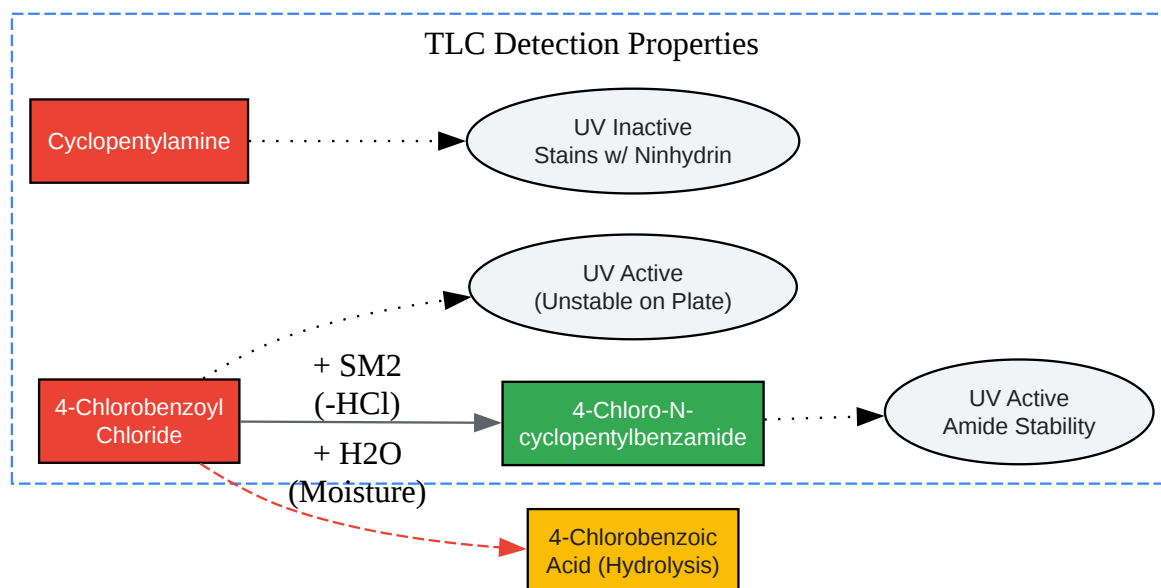 TLC Detection Properties
Cyclopentylamine
UV Inactive
Stains w/ Ninhydrin
UV Active
(Unstable on Plate)
+ SM2
(-HCl)
4-Chlorobenzoyl
Chloride
4-Chloro-N-
cyclopentylbenzamide
UV Active
Amide Stability
+ H2O
(Moisture)
4-Chlorobenzoic
Acid (Hydrolysis)